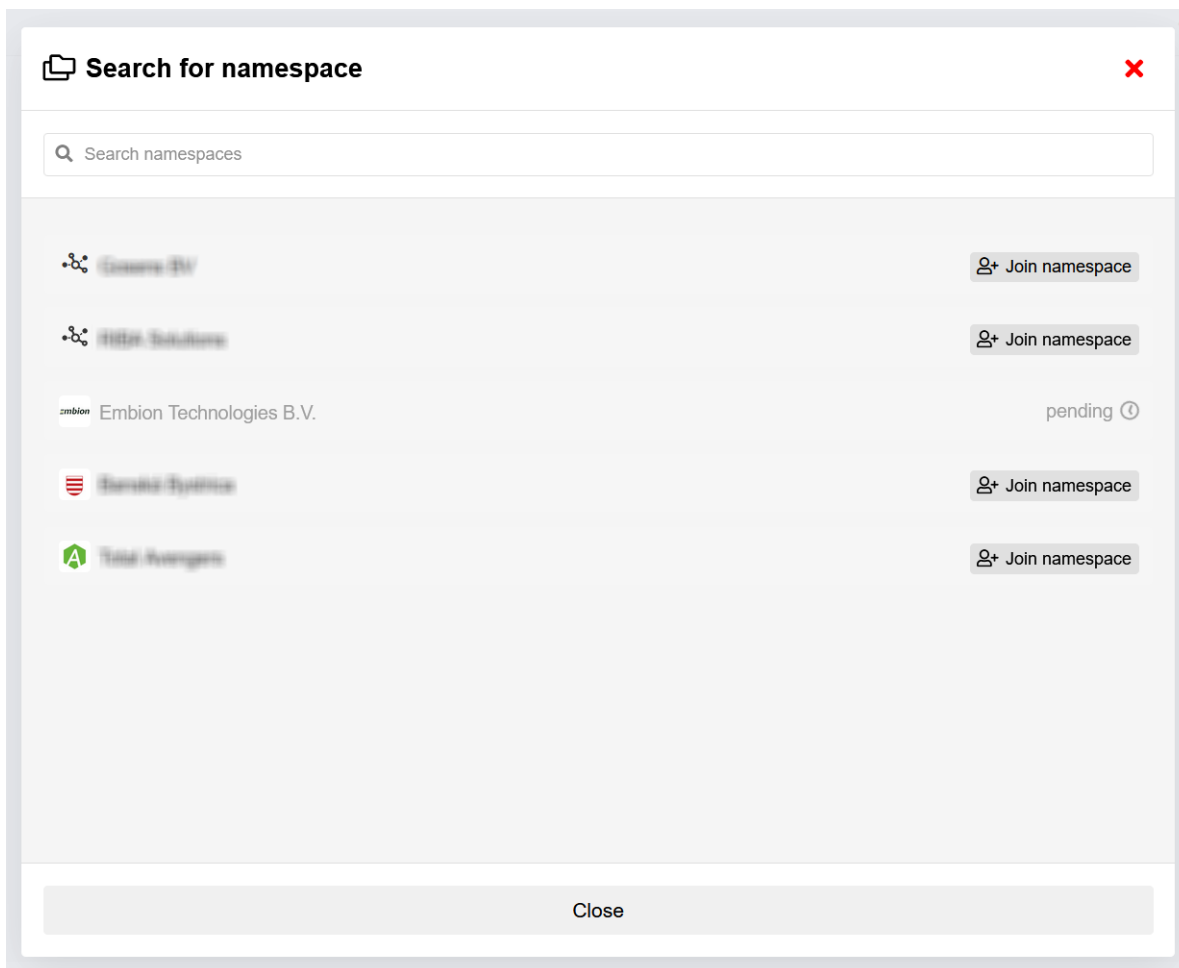 Search for namespace
Search namespaces
Join namespace
Join namespace
embion Embion Technologies B.V. pending
Join namespace
Join namespace
Close